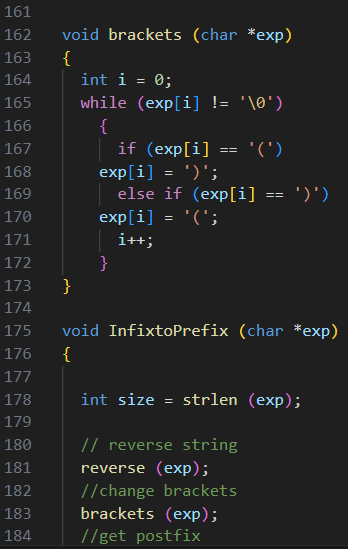 161
162 void brackets (char *exp)
163 {
164   int i = 0;
165   while (exp[i] != '\0')
166     {
167       if (exp[i] == '(')
168     exp[i] = ')';
169       else if (exp[i] == ')')
170     exp[i] = '(';
171       i++;
172     }
173 }
174
175 void InfixtoPrefix (char *exp)
176 {
177
178   int size = strlen (exp);
179
180   // reverse string
181   reverse (exp);
182   //change brackets
183   brackets (exp);
184   //get postfix